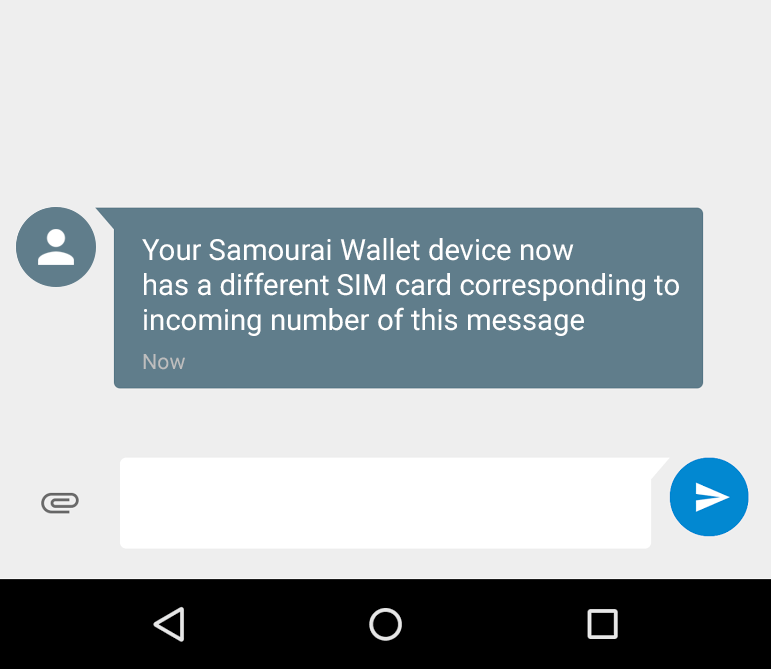 Your Samourai Wallet device now
has a different SIM card corresponding to
incoming number of this message
Now